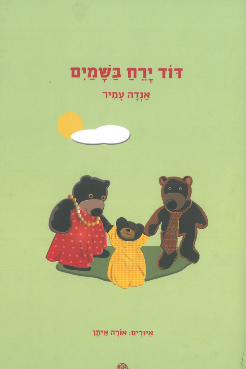 דּוֹד יָרֵחַ בַּשָּׁמַיִם
אַנְדָה עָמִיר
איורים: אורה איתן